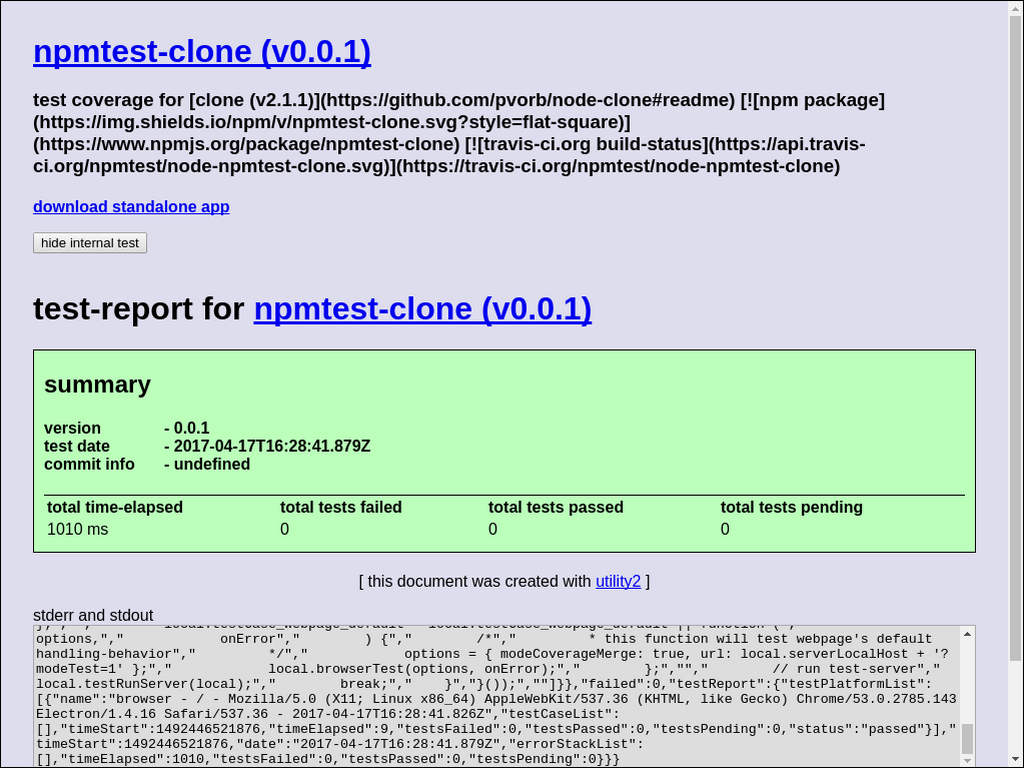 npmtest-clone (v0.0.1)
test coverage for [clone (v2.1.1)](https://github.com/pvorb/node-clone#readme) [![npm package]
(https://img.shields.io/npm/v/npmtest-clone.svg?style=flat-square)]
(https://www.npmjs.org/package/npmtest-clone) [![travis-ci.org build-status](https://api.travis-
ci.org/npmtest/node-npmtest-clone.svg)](https://travis-ci.org/npmtest/node-npmtest-clone)
download standalone app
hide internal test
test-report for npmtest-clone (v0.0.1)
summary
version - 0.0.1
test date - 2017-04-17T16:28:41.879Z
commit info - undefined
total time-elapsed total tests failed total tests passed total tests pending
1010 ms 0 0 0
[ this document was created with utility2 ]
stderr and stdout
options,"," onError"," ) {"," /*"," * this function will test webpage's default
handling-behavior"," */"," options = { modeCoverageMerge: true, url: local.serverLocalHost + '?
modeTest=1' };"," local.browserTest(options, onError);"," };",""," // run test-server","
local.testRunServer(local);"," break;"," }","}());",""]}},"failed":0,"testReport":{"testPlatformList":
[{"name":"browser - / - Mozilla/5.0 (X11; Linux x86_64) AppleWebKit/537.36 (KHTML, like Gecko) Chrome/53.0.2785.143
Electron/1.4.16 Safari/537.36 - 2017-04-17T16:28:41.826Z","testCaseList":
[],"timeStart":1492446521876,"timeElapsed":9,"testsFailed":0,"testsPassed":0,"testsPending":0,"status":"passed"}],"
timeStart":1492446521876,"date":"2017-04-17T16:28:41.879Z","errorStackList":
[],"timeElapsed":1010,"testsFailed":0,"testsPassed":0,"testsPending":0}}}